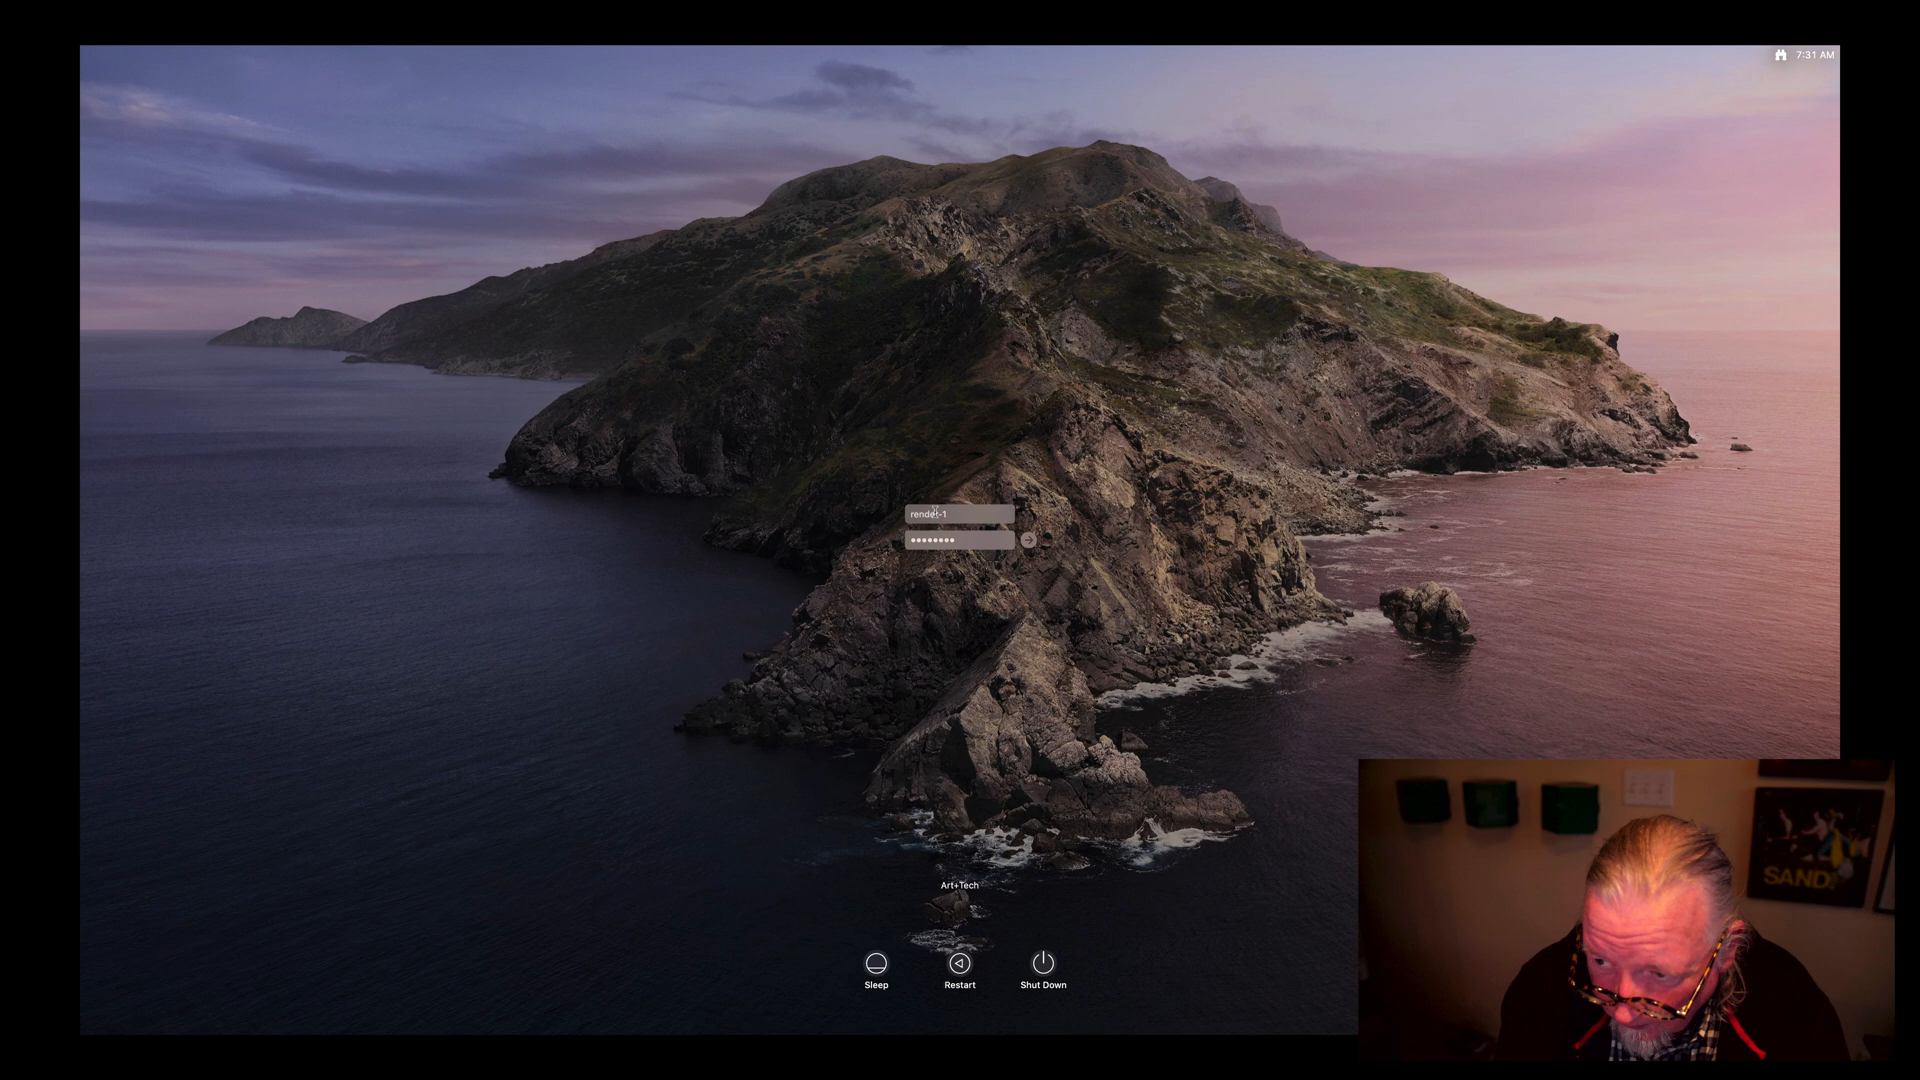 7:31 AM
render-1
Art+Tech
Sleep
Restart
Shut Down
SAND